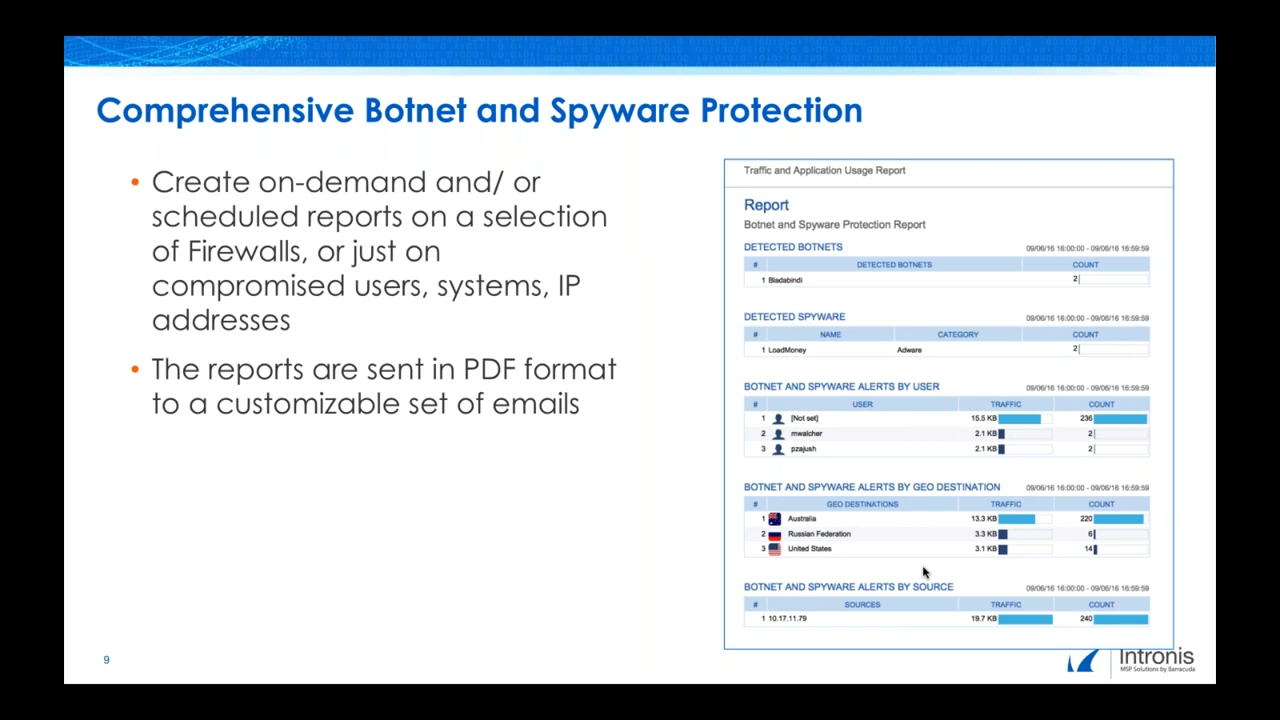 Comprehensive Botnet and Spyware Protection
• Create on-demand and/ or
scheduled reports on a selection
of Firewalls, or just on
compromised users, systems, IP
addresses
• The reports are sent in PDF format
to a customizable set of emails
Traffic and Application Usage Report
Report
Botnet and Spyware Protection Report
DETECTED BOTNETS 09/06/16 16:00:00 - 09/06/16 16:59:59
# DETECTED BOTNETS COUNT
1 Bladabindi 2
DETECTED SPYWARE 09/06/16 16:00:00 - 09/06/16 16:59:59
# NAME CATEGORY COUNT
1 LoadMoney Adware 2
BOTNET AND SPYWARE ALERTS BY USER 09/06/16 16:00:00 - 09/06/16 16:59:59
# USER TRAFFIC COUNT
1 [Not set] 15.5 KB 236
2 mwalcher 2.1 KB 2
3 pzajush 2.1 KB 2
BOTNET AND SPYWARE ALERTS BY GEO DESTINATION 09/06/16 16:00:00 - 09/06/16 16:59:59
# GEO DESTINATIONS TRAFFIC COUNT
1 Australia 13.3 KB 220
2 Russian Federation 3.3 KB 6
3 United States 3.1 KB 14
BOTNET AND SPYWARE ALERTS BY SOURCE 09/06/16 16:00:00 - 09/06/16 16:59:59
# SOURCES TRAFFIC COUNT
1 10.17.11.79 19.7 KB 240
9
Intronis
MSP Solutions by Barracuda